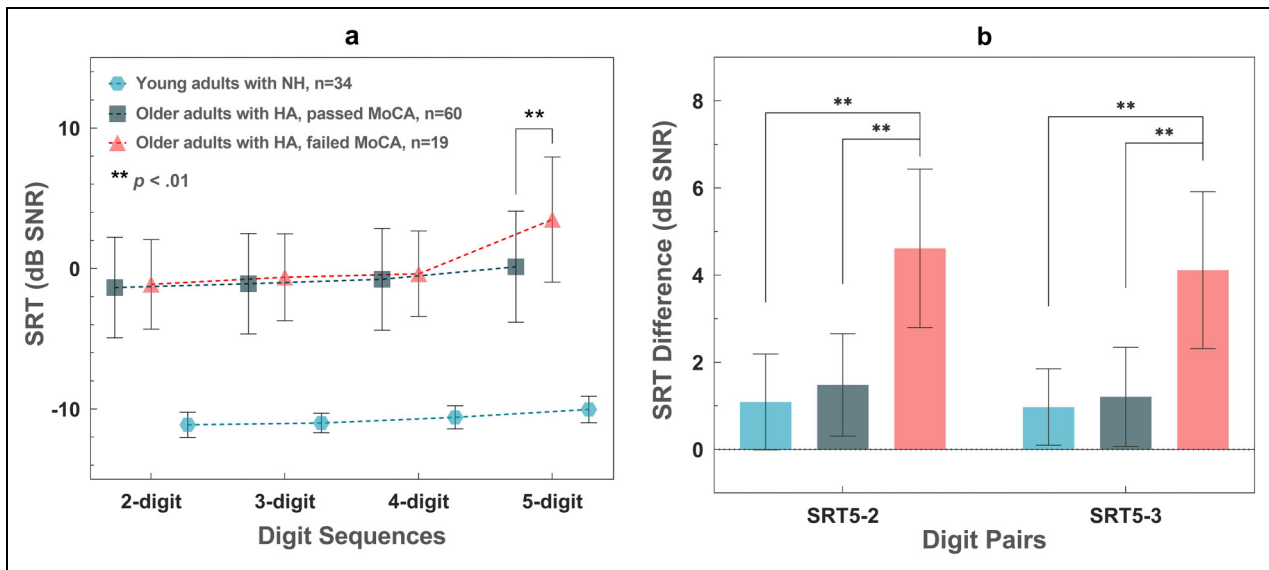 a
Young adults with NH, n=34
Older adults with HA, passed MoCA, n=60
Older adults with HA, failed MoCA, n=19
** p < .01
**
SRT (dB SNR)
10
0
-10
2-digit 3-digit 4-digit 5-digit
Digit Sequences
b
SRT Difference (dB SNR)
8
6
4
2
0
** **
** **
SRT5-2 SRT5-3
Digit Pairs